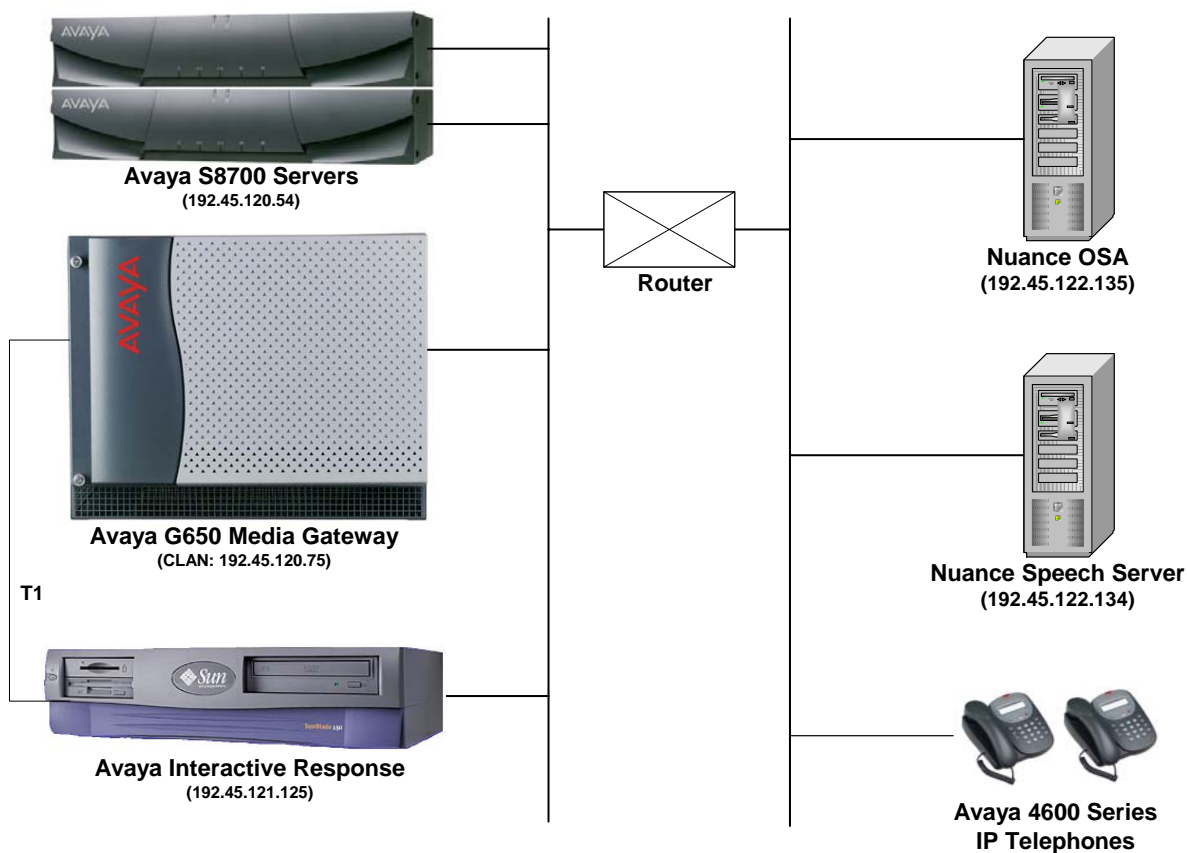 AVAYA
AVAYA
Avaya S8700 Servers
(192.45.120.54)
AVAYA
Avaya G650 Media Gateway
(CLAN: 192.45.120.75)
T1
Sun
SunBlade 150
Avaya Interactive Response
(192.45.121.125)
Router
Nuance OSA
(192.45.122.135)
Nuance Speech Server
(192.45.122.134)
Avaya 4600 Series
IP Telephones